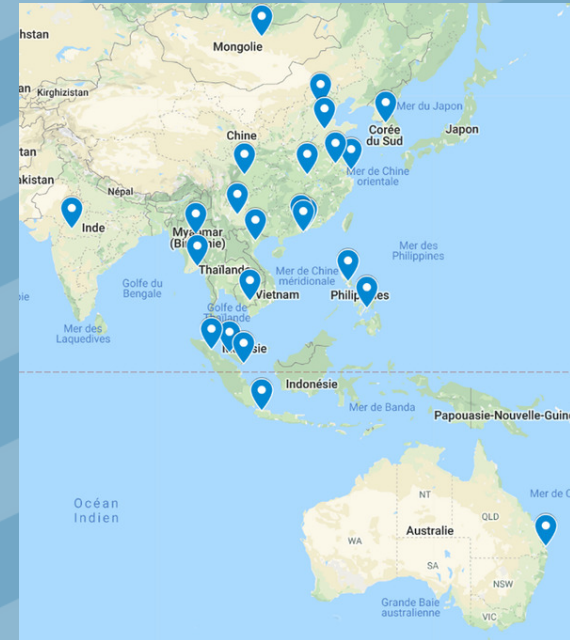 hstan
Mongolie
an
Kirghizistan
Mer du Japon
Corée
du Sud
Japon
Chine
tan
kistan
Népal
Mer de Chine
orientale
Inde
Mer des
Philippines
Golfe du
Bengale
Thaïlande
Mer de Chine
méridionale
Vietnam
Golfe de
Thaïlande
Mer des
Laquedives
Indonésie
Mer de Banda
Papouasie-Nouvelle-Guin
Océan
Indien
Mer de C
NT
QLD
Australie
WA
SA
NSW
Grande Baie
australienne
VIC